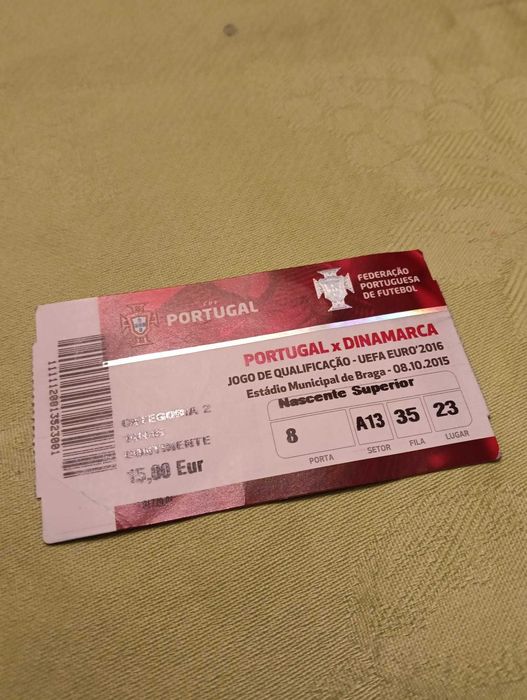 FPF
PORTUGAL
FEDERAÇÃO
PORTUGUESA
DE FUTEBOL
PORTUGAL x DINAMARCA
JOGO DE QUALIFICAÇÃO - UEFA EURO'2016
Estádio Municipal de Braga - 08.10.2015
Nascente Superior
8 A13 35 23
PORTA SETOR FILA LUGAR
CATEGORIA 2
CONTINENTE
15,00 Eur